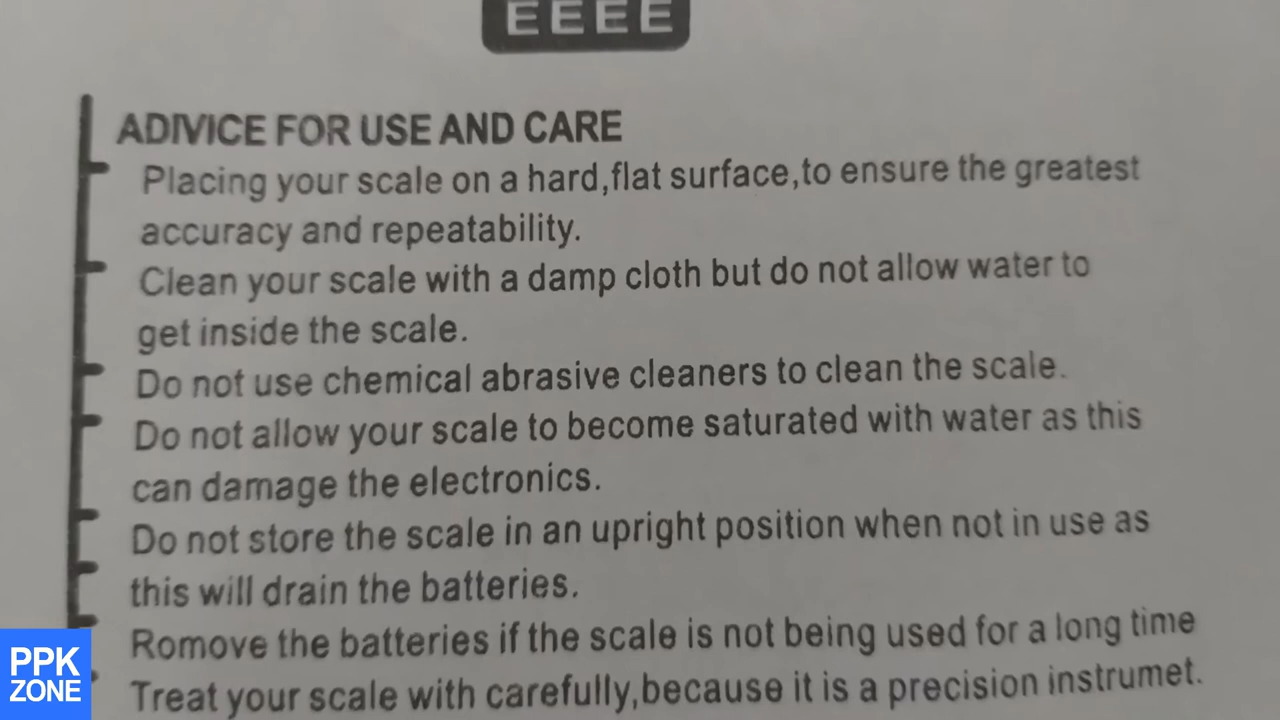 EEEE
ADIVICE FOR USE AND CARE
Placing your scale on a hard,flat surface,to ensure the greatest
accuracy and repeatability.
Clean your scale with a damp cloth but do not allow water to
get inside the scale.
Do not use chemical abrasive cleaners to clean the scale.
Do not allow your scale to become saturated with water as this
can damage the electronics.
Do not store the scale in an upright position when not in use as
this will drain the batteries.
Romove the batteries if the scale is not being used for a long time
Treat your scale with carefully,because it is a precision instrumet.
PPK
ZONE